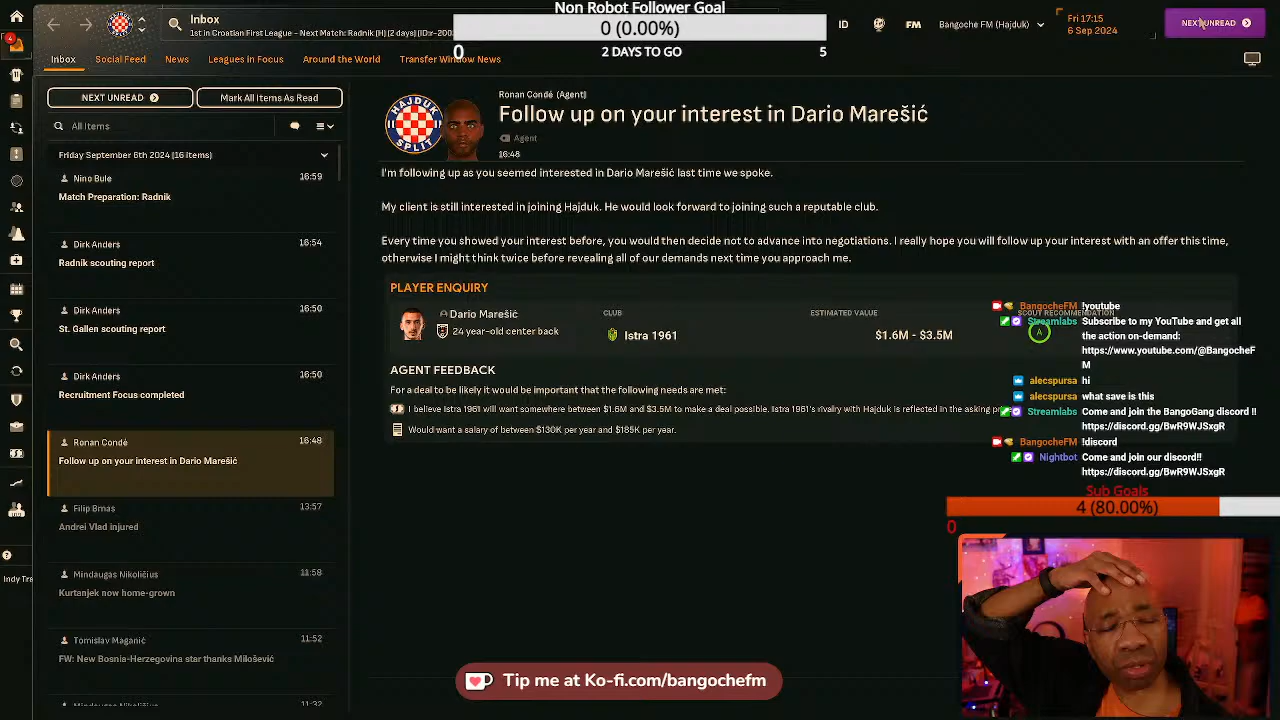 Non Robot Follower Goal
0 (0.00%)
0
2 DAYS TO GO
5
Inbox
1st in Croatian First League - Next Match: Radnik (H) (2 days)
ID
FM
Bangoche FM (Hajduk)
Fri 17:15
6 Sep 2024
NEXT UNREAD
4
Inbox
Social Feed
News
Leagues in Focus
Around the World
Transfer Window News
NEXT UNREAD
Mark All Items As Read
All Items
Friday September 6th 2024 (16 items)
Nino Bule
16:59
Match Preparation: Radnik
Dirk Anders
16:54
Radnik scouting report
Dirk Anders
16:50
St. Gallen scouting report
Dirk Anders
16:50
Recruitment Focus completed
Ronan Condé
16:48
Follow up on your interest in Dario Marešić
Filip Brnas
13:57
Andrei Vlad injured
Mindaugas Nikoličius
11:58
Kurtanjek now home-grown
Tomislav Maganić
11:52
FW: New Bosnia-Herzegovina star thanks Milošević
Mindaugas Nikoličius
11:32
Indy Tra
HAJDUK
SPLIT
Ronan Condé (Agent)
Follow up on your interest in Dario Marešić
Agent
16:48
I'm following up as you seemed interested in Dario Marešić last time we spoke.
My client is still interested in joining Hajduk. He would look forward to joining such a reputable club.
Every time you showed your interest before, you would then decide not to advance into negotiations. I really hope you will follow up your interest with an offer this time,
otherwise I might think twice before revealing all of our demands next time you approach me.
PLAYER ENQUIRY
Dario Marešić
24 year-old center back
CLUB
Istra 1961
ESTIMATED VALUE
$1.6M - $3.5M
SCOUT RECOMMENDATION
A
AGENT FEEDBACK
For a deal to be likely it would be important that the following needs are met:
I believe Istra 1961 will want somewhere between $1.6M and $3.5M to make a deal possible. Istra 1961's rivalry with Hajduk is reflected in the asking
Would want a salary of between $130K per year and $185K per year.
BangocheFM !youtube
Streamlabs Subscribe to my YouTube and get all
the action on-demand:
https://www.youtube.com/@BangocheF
M
alecspursa hi
alecspursa what save is this
Streamlabs Come and join the BangoGang discord !!
https://discord.gg/BwR9WJSxgR
BangocheFM !discord
Nightbot Come and join our discord!!
https://discord.gg/BwR9WJSxgR
Sub Goals
4 (80.00%)
0
Tip me at Ko-fi.com/bangochefm